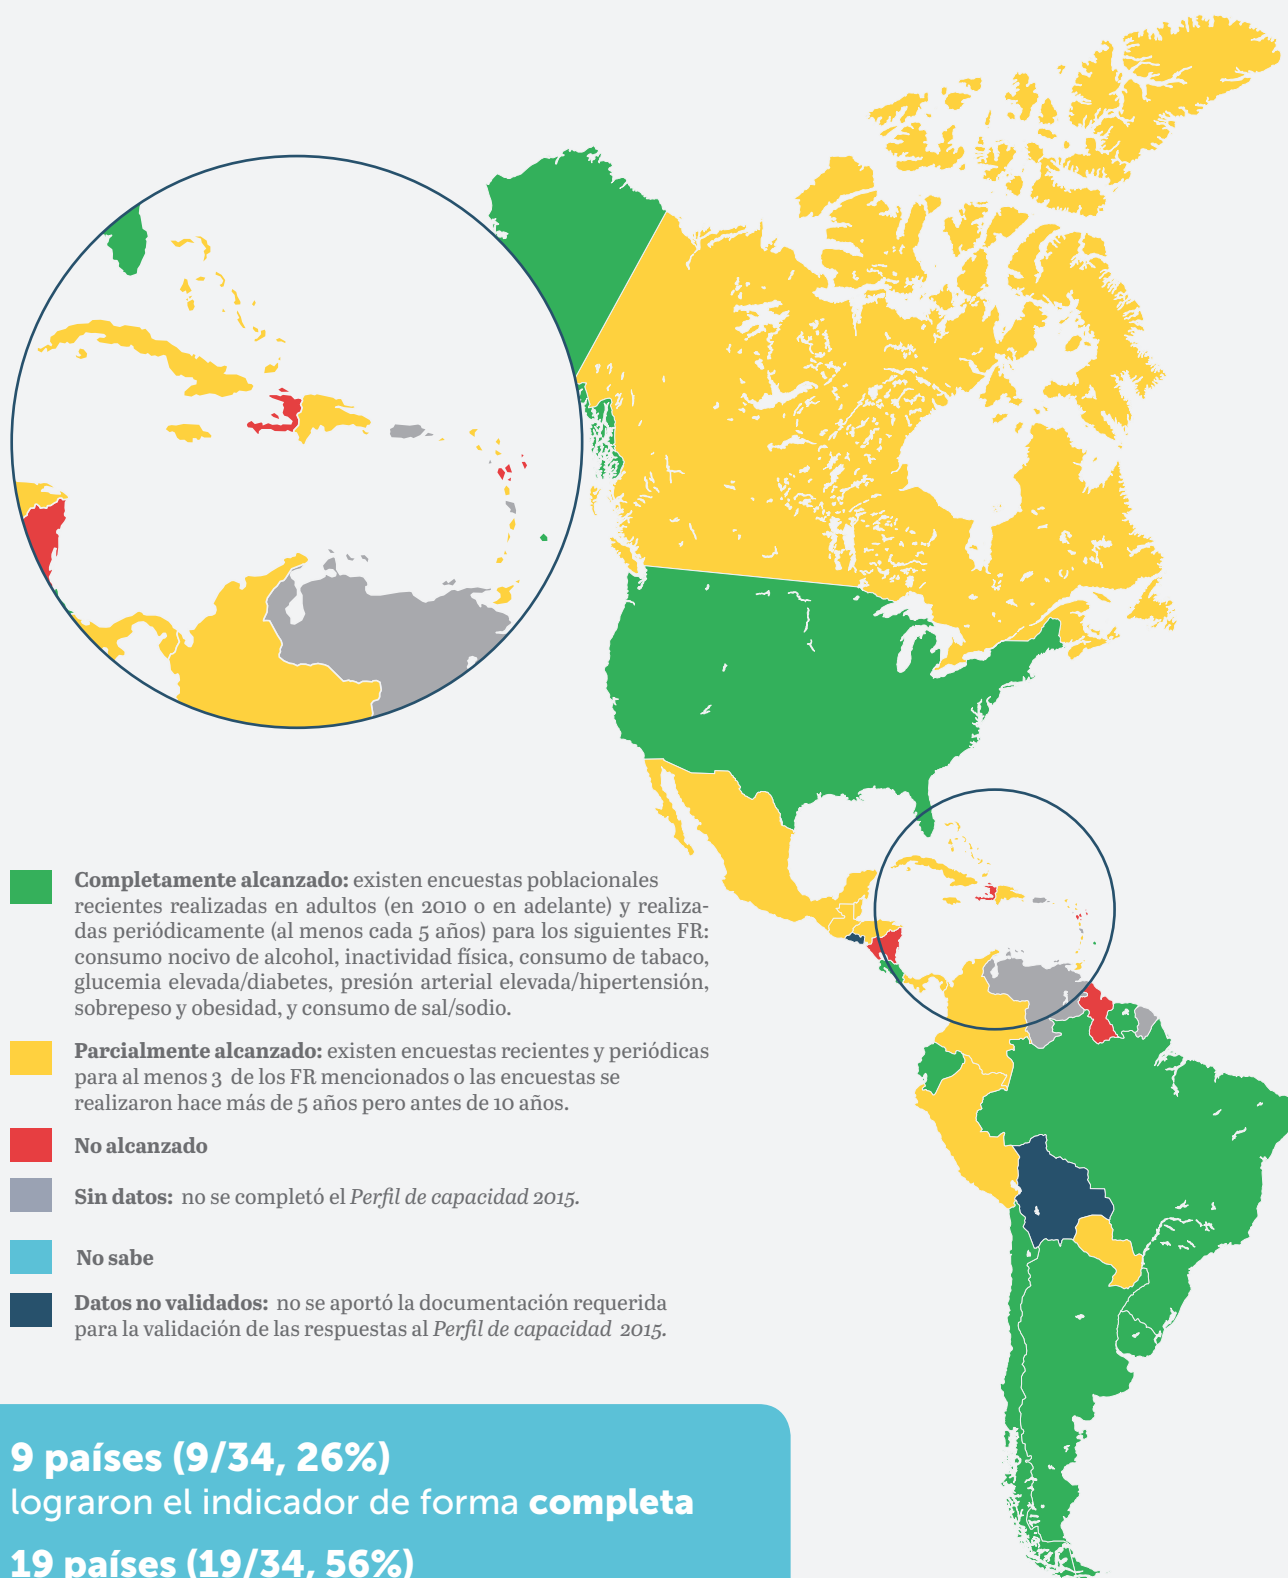 Completamente alcanzado: existen encuestas poblacionales
recientes realizadas en adultos (en 2010 o en adelante) y realiza-
das periódicamente (al menos cada 5 años) para los siguientes FR:
consumo nocivo de alcohol, inactividad física, consumo de tabaco,
glucemia elevada/diabetes, presión arterial elevada/hipertensión,
sobrepeso y obesidad, y consumo de sal/sodio.
Parcialmente alcanzado: existen encuestas recientes y periódicas
para al menos 3 de los FR mencionados o las encuestas se
realizaron hace más de 5 años pero antes de 10 años.
No alcanzado
Sin datos: no se completó el Perfil de capacidad 2015.
No sabe
Datos no validados: no se aportó la documentación requerida
para la validación de las respuestas al Perfil de capacidad 2015.
9 países (9/34, 26%)
lograron el indicador de forma completa
19 países (19/34, 56%)